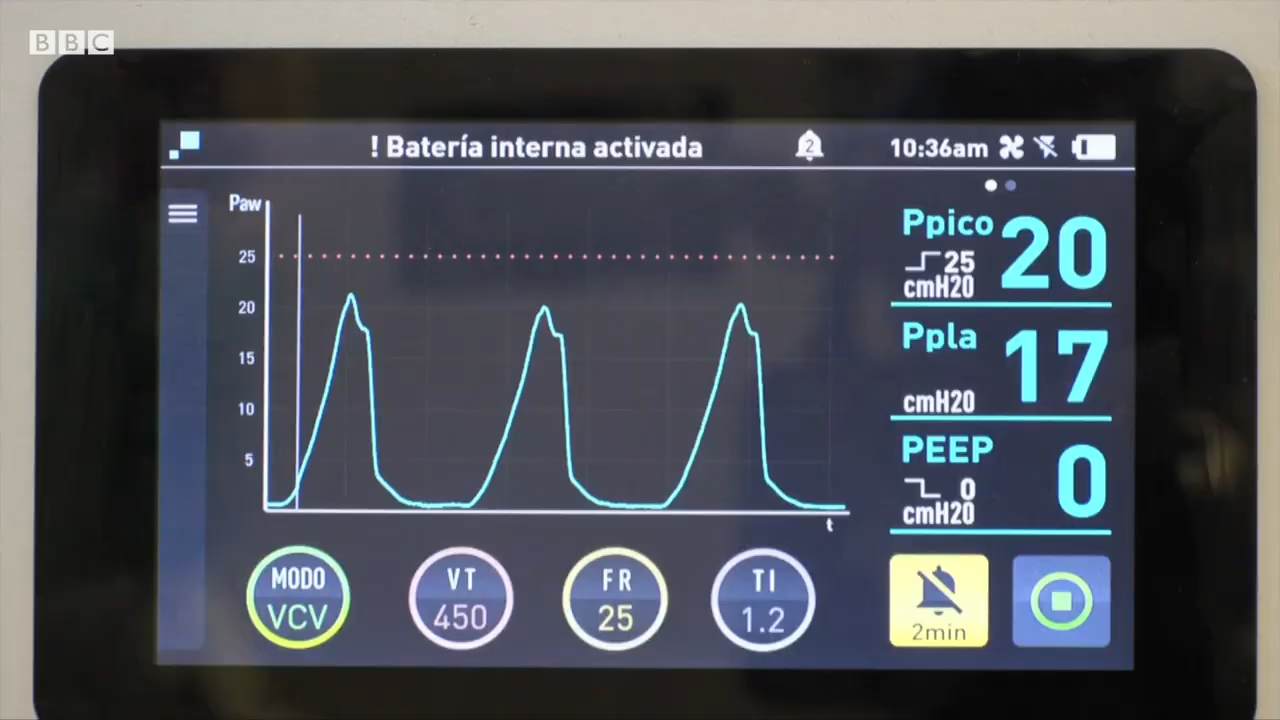 BBC
! Batería interna activada
2
10:36am
Paw
25
20
15
10
5
t
Ppico
20
25
cmH20
Ppla
17
cmH20
PEEP
0
0
cmH20
MODO
VCV
VT
450
FR
25
TI
1.2
2min